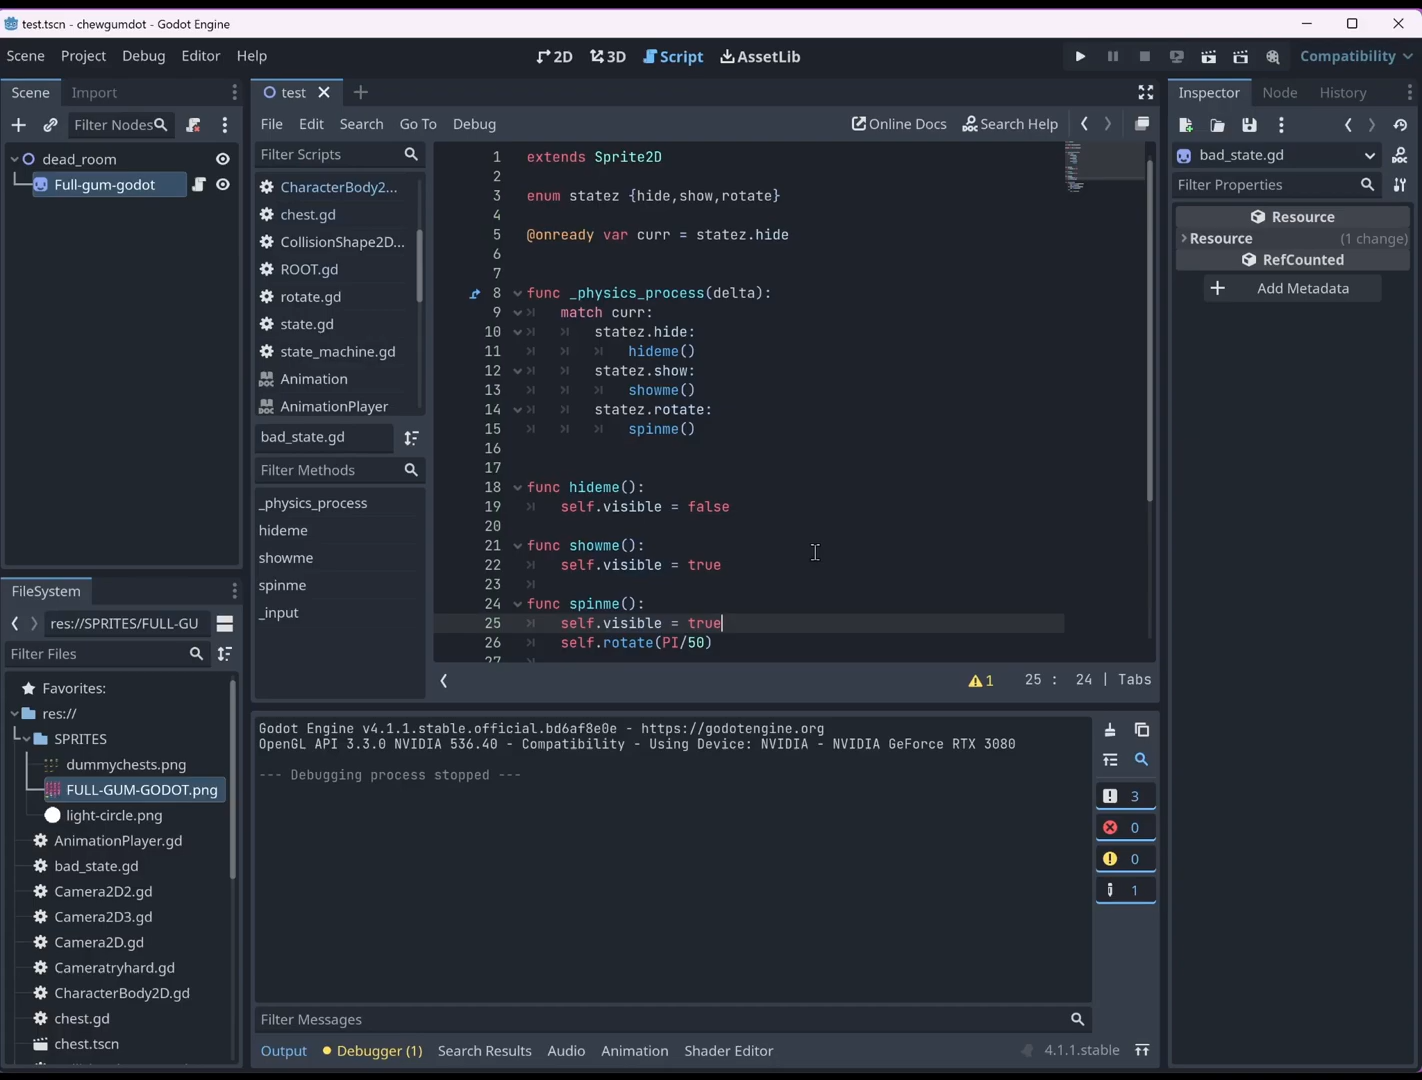 test.tscn - chewgumdot - Godot Engine
Scene Project Debug Editor Help
2D 3D Script AssetLib
Compatibility
Scene Import
Filter Nodes
dead_room
Full-gum-godot
FileSystem
res://SPRITES/FULL-GU
Filter Files
Favorites:
res://
SPRITES
dummychests.png
FULL-GUM-GODOT.png
light-circle.png
AnimationPlayer.gd
bad_state.gd
Camera2D2.gd
Camera2D3.gd
Camera2D.gd
Cameratryhard.gd
CharacterBody2D.gd
chest.gd
chest.tscn
test
File Edit Search Go To Debug
Online Docs Search Help
Filter Scripts
CharacterBody2...
chest.gd
CollisionShape2D...
ROOT.gd
rotate.gd
state.gd
state_machine.gd
Animation
AnimationPlayer
bad_state.gd
Filter Methods
_physics_process
hideme
showme
spinme
_input
1 extends Sprite2D
2
3 enum statez {hide,show,rotate}
4
5 @onready var curr = statez.hide
6
7
8 func _physics_process(delta):
9 match curr:
10 statez.hide:
11 hideme()
12 statez.show:
13 showme()
14 statez.rotate:
15 spinme()
16
17
18 func hideme():
19 self.visible = false
20
21 func showme():
22 self.visible = true
23
24 func spinme():
25 self.visible = true
26 self.rotate(PI/50)
27
1 25 : 24 | Tabs
Godot Engine v4.1.1.stable.official.bd6af8e0e - https://godotengine.org
OpenGL API 3.3.0 NVIDIA 536.40 - Compatibility - Using Device: NVIDIA - NVIDIA GeForce RTX 3080
--- Debugging process stopped ---
3
0
0
1
Filter Messages
Output Debugger (1) Search Results Audio Animation Shader Editor 4.1.1.stable
Inspector Node History
bad_state.gd
Filter Properties
Resource
Resource (1 change)
RefCounted
Add Metadata